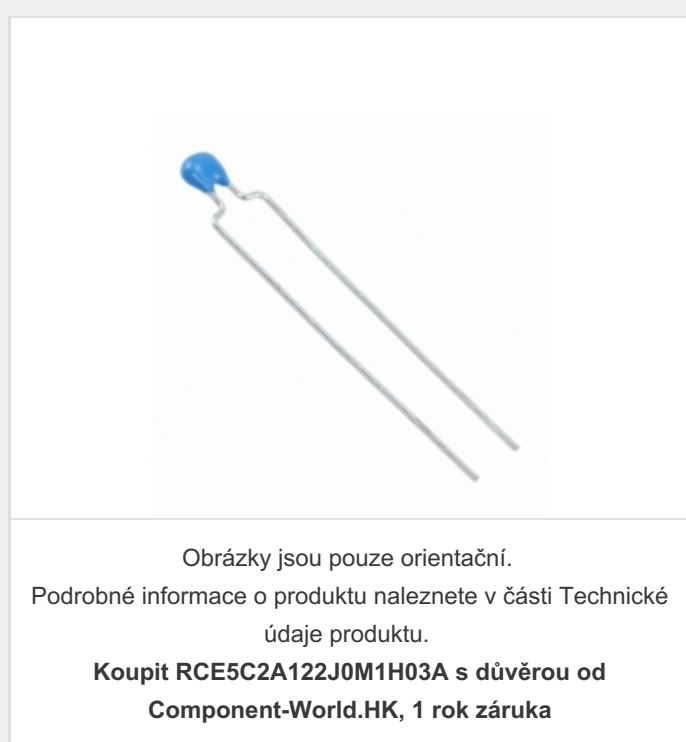 Obrázky jsou pouze orientační.
Podrobné informace o produktu naleznete v části Technické
údaje produktu.
Koupit RCE5C2A122J0M1H03A s důvěrou od
Component-World.HK, 1 rok záruka